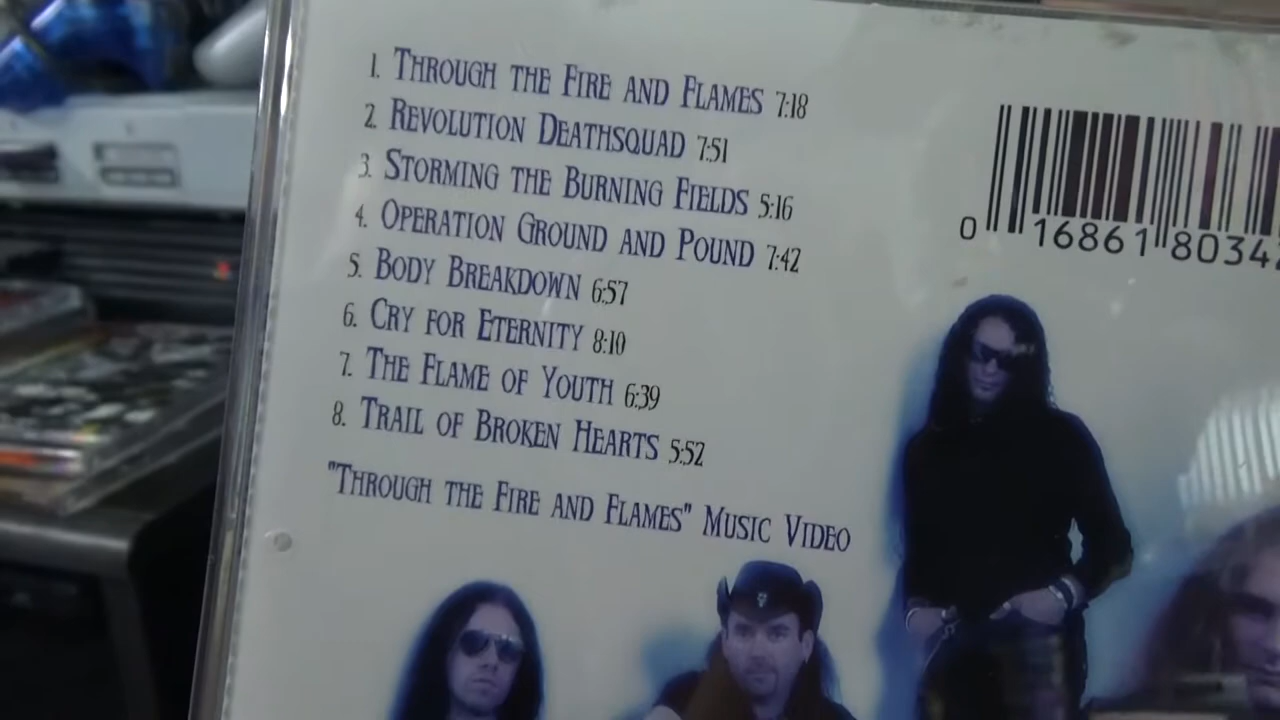 1. THROUGH THE FIRE AND FLAMES 7:18
2. REVOLUTION DEATHSQUAD 7:51
3. STORMING THE BURNING FIELDS 5:16
4. OPERATION GROUND AND POUND 7:42
5. BODY BREAKDOWN 6:57
6. CRY FOR ETERNITY 8:10
7. THE FLAME OF YOUTH 6:39
8. TRAIL OF BROKEN HEARTS 5:52
"THROUGH THE FIRE AND FLAMES" MUSIC VIDEO
0 16861 8034